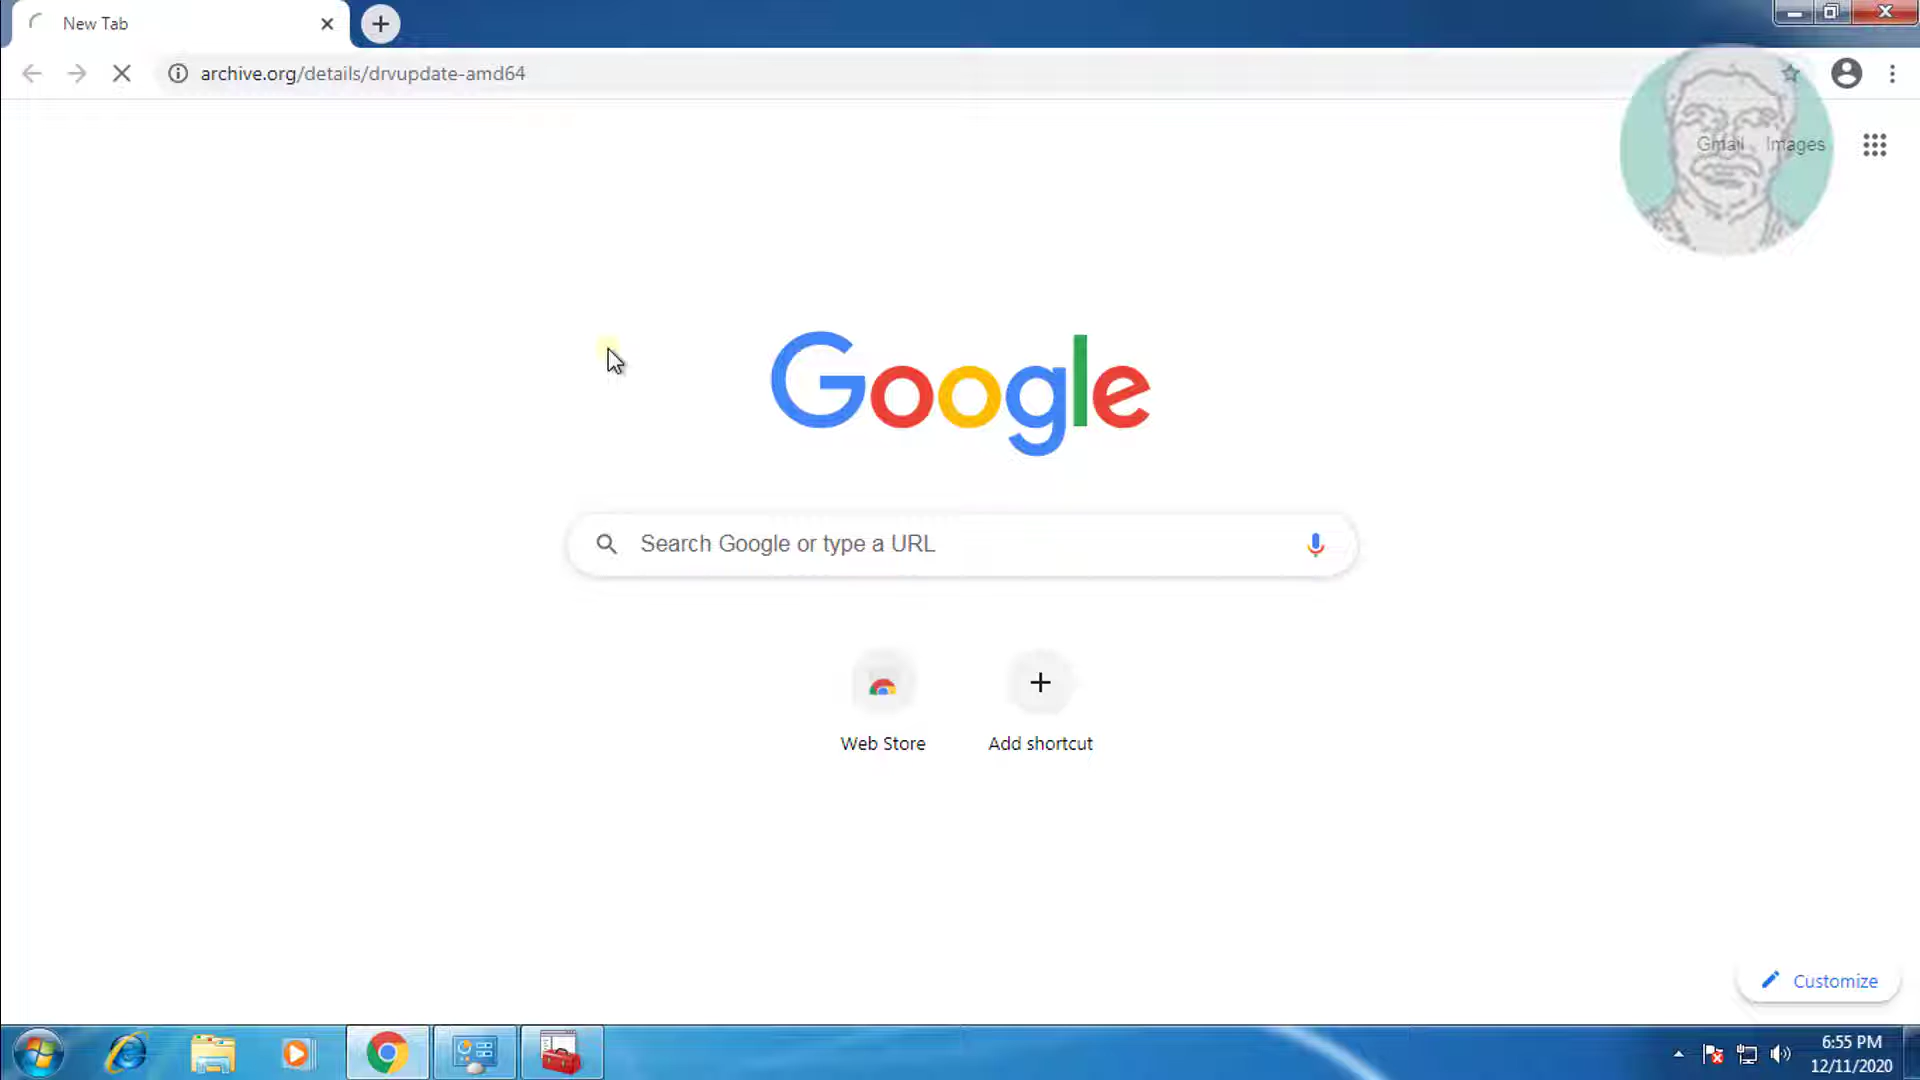 New Tab
archive.org/details/drvupdate-amd64
Gmail Images
Google
Search Google or type a URL
Web Store
Add shortcut
Customize
6:55 PM
12/11/2020